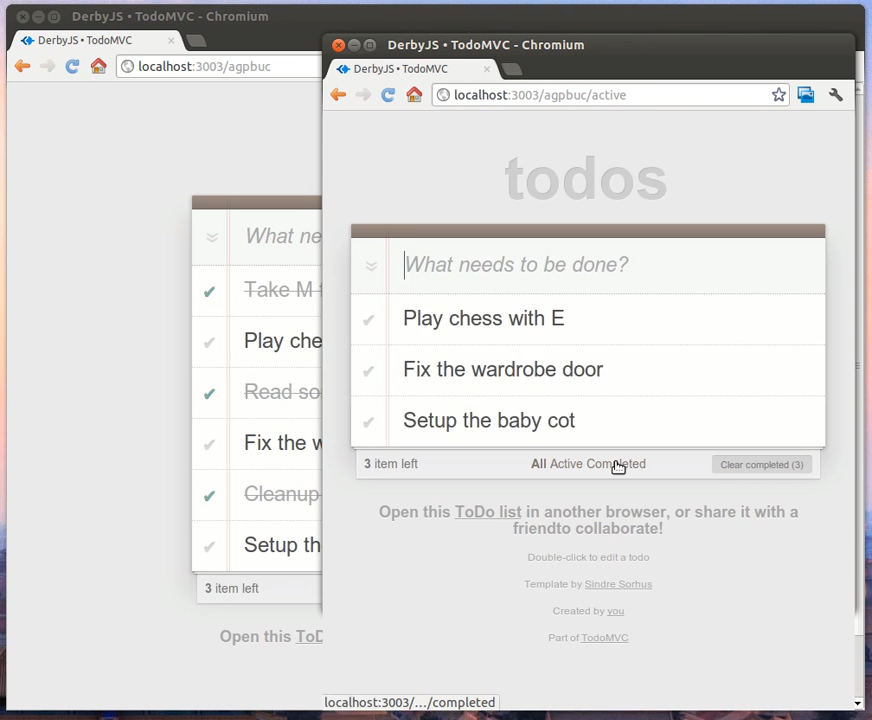 DerbyJS • TodoMVC - Chromium
DerbyJS • TodoMVC
localhost:3003/agpbuc
What ne
Take M t
Play che
Read so
Fix the w
Cleanup
Setup th
3 item left
Open this ToD
DerbyJS • TodoMVC - Chromium
DerbyJS • TodoMVC
localhost:3003/agpbuc/active
todos
What needs to be done?
Play chess with E
Fix the wardrobe door
Setup the baby cot
3 item left All Active Completed Clear completed (3)
Open this ToDo list in another browser, or share it with a
friendto collaborate!
Double-click to edit a todo
Template by Sindre Sorhus
Created by you
Part of TodoMVC
localhost:3003/.../completed